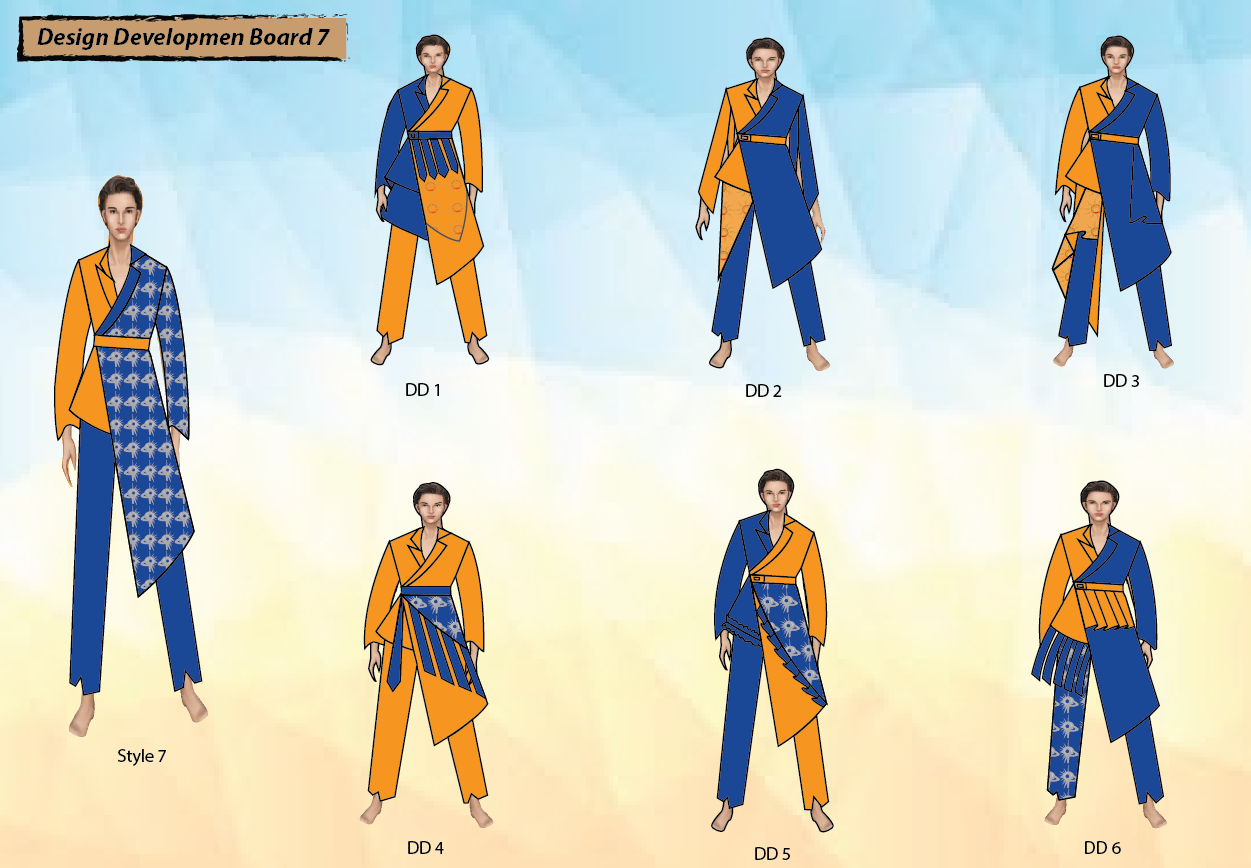 Design Developmen Board 7
DD 1
DD 2
DD 3
Style 7
DD 4
DD 5
DD 6